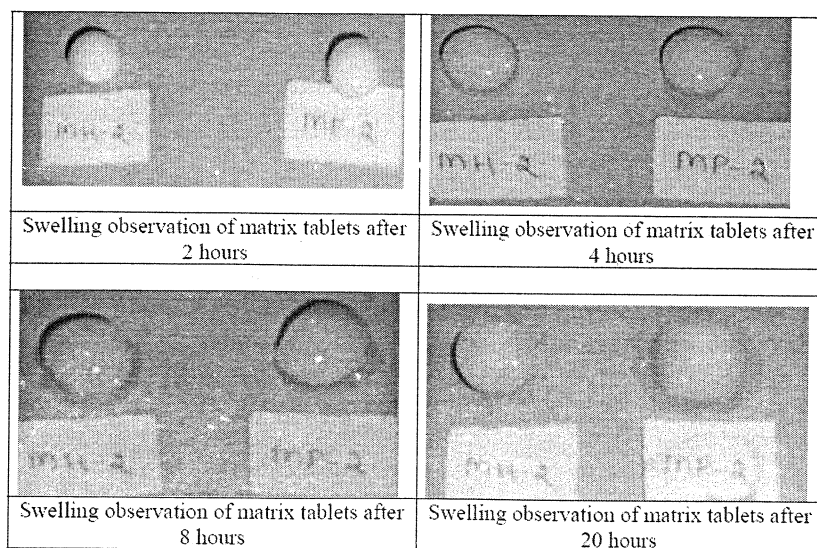 MH-2
MP-2
MH-2
MP-2
Swelling observation of matrix tablets after
2 hours
Swelling observation of matrix tablets after
4 hours
MH-2
MP-2
MH-2
MP-2
Swelling observation of matrix tablets after
8 hours
Swelling observation of matrix tablets after
20 hours